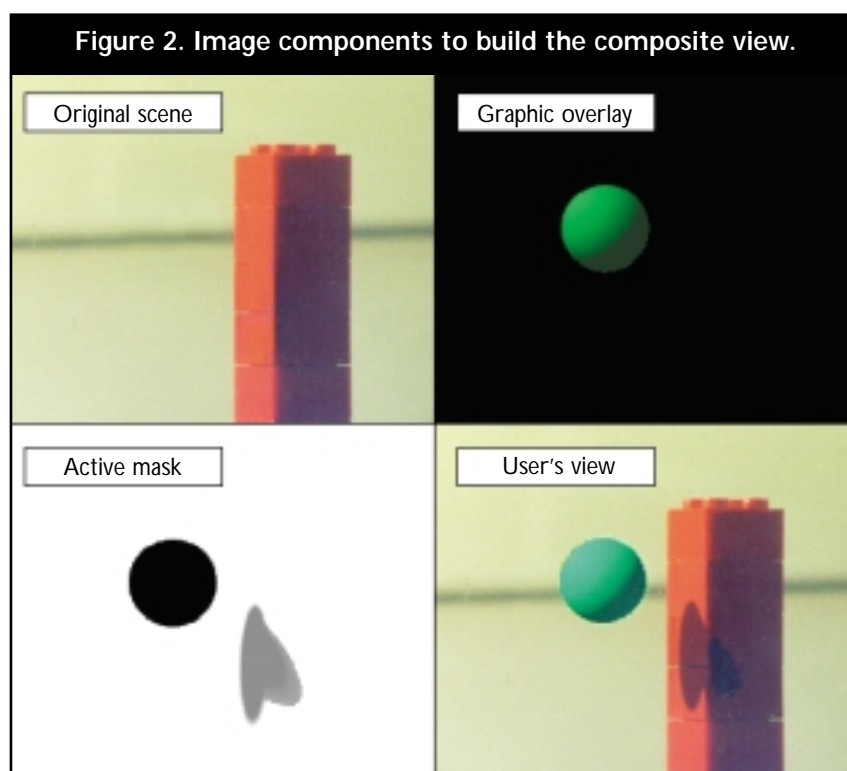 Figure 2. Image components to build the composite view.
Original scene
Graphic overlay
Active mask
User's view